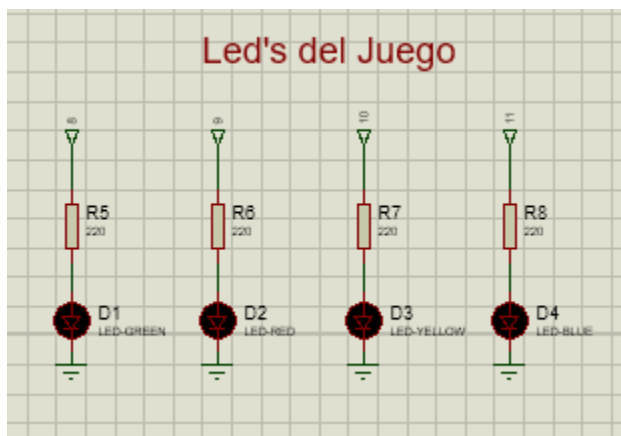 Led's del Juego
8
9
10
11
R5
220
R6
220
R7
220
R8
220
D1
LED-GREEN
D2
LED-RED
D3
LED-YELLOW
D4
LED-BLUE